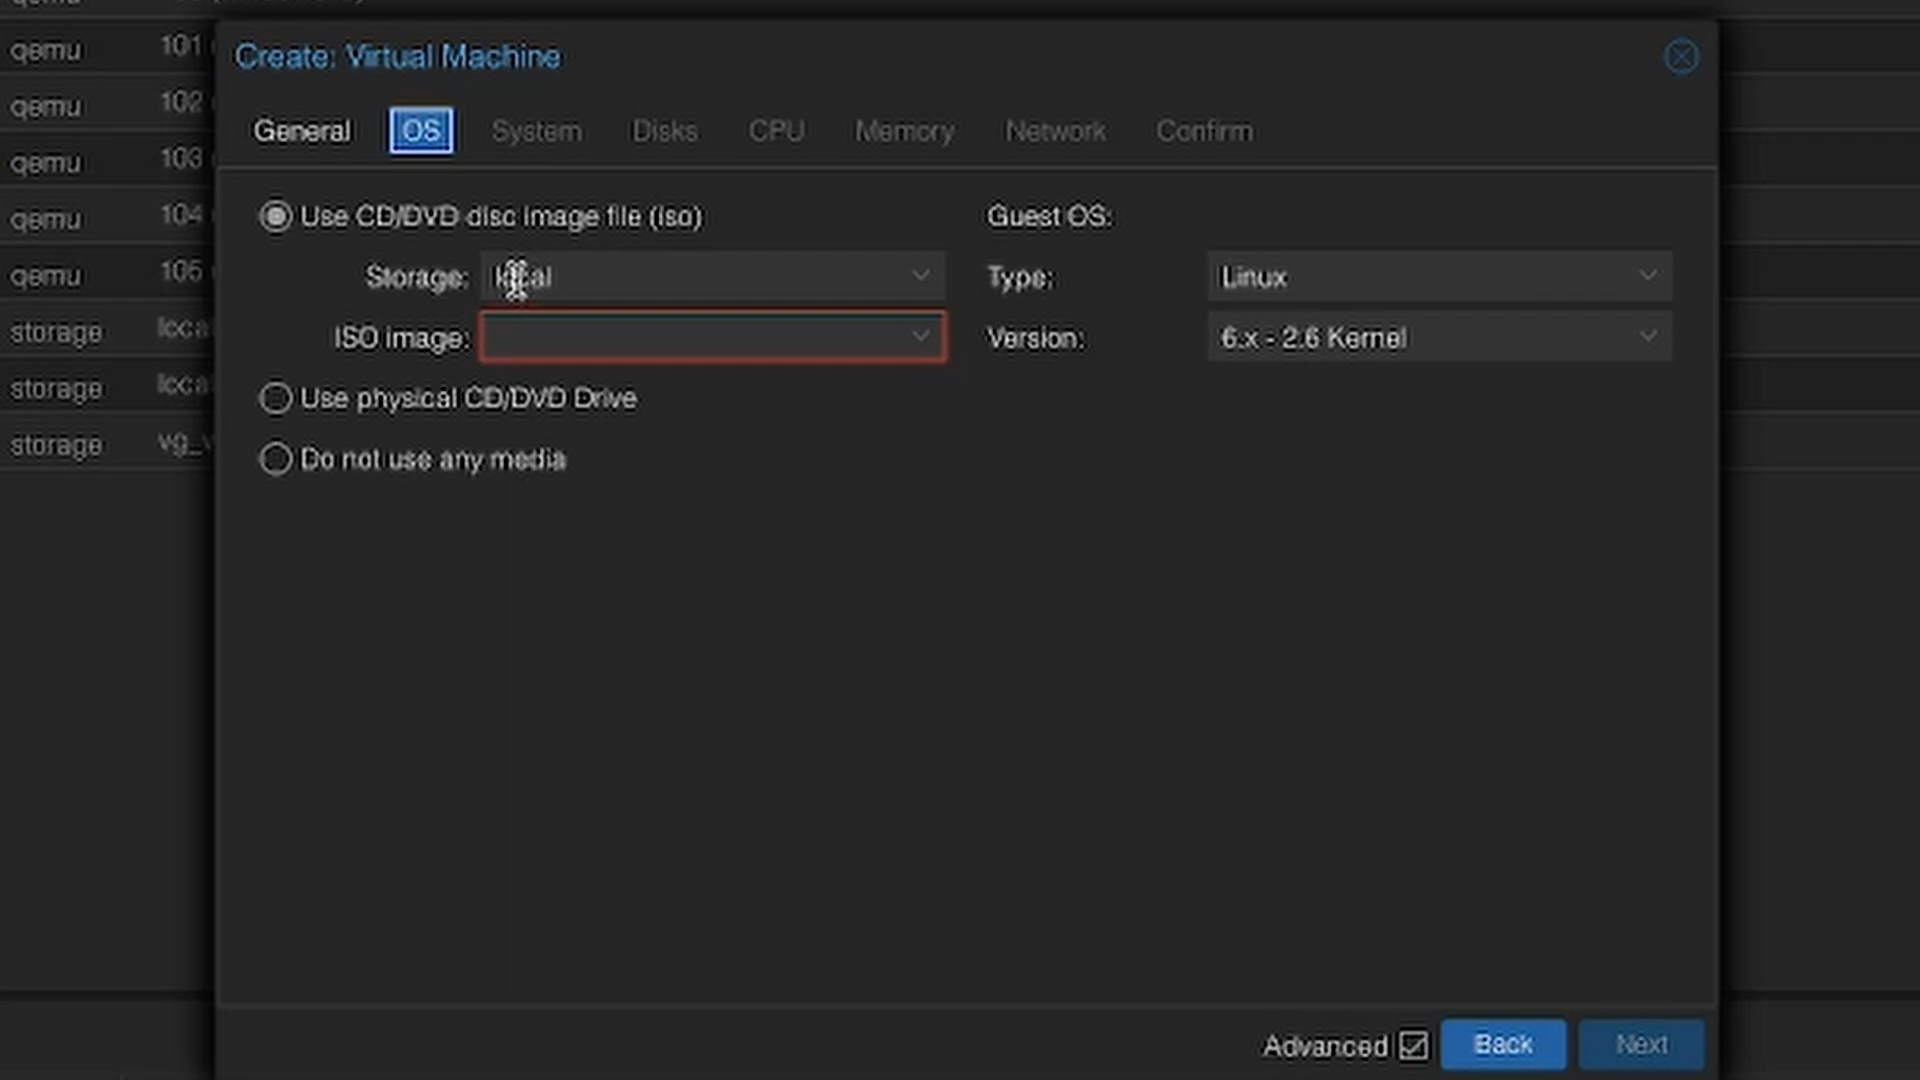 Create: Virtual Machine
General OS System Disks CPU Memory Network Confirm
Use CD/DVD disc image file (iso)
Storage: local
ISO image:
Use physical CD/DVD Drive
Do not use any media
Guest OS:
Type: Linux
Version: 6.x - 2.6 Kernel
Advanced Back Next
qemu
qemu 101
qemu 102
qemu 103
qemu 104
qemu 105
storage
storage
storage